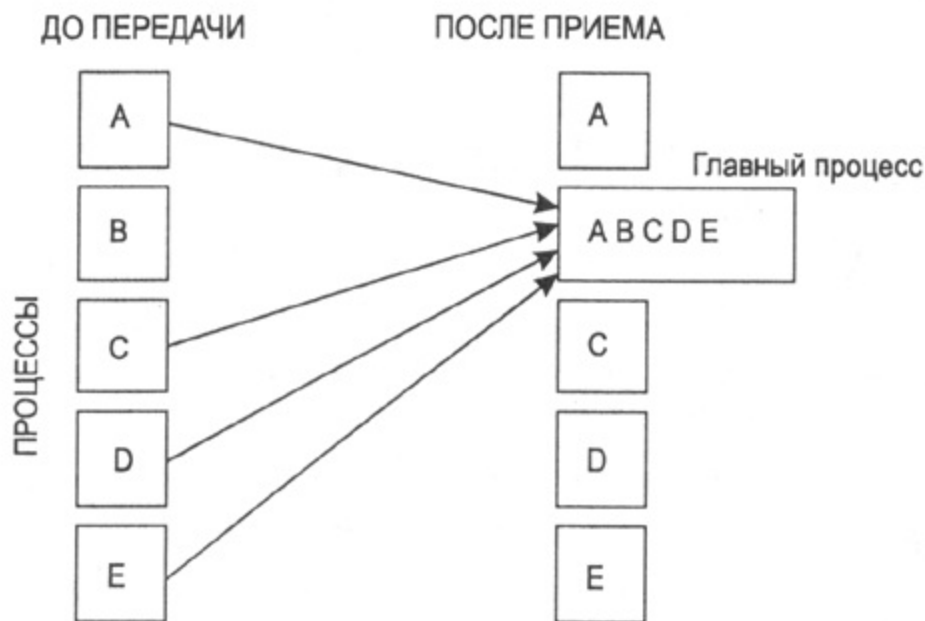 ДО ПЕРЕДАЧИ
ПОСЛЕ ПРИЕМА
ПРОЦЕССЫ
A
B
C
D
E
A
Главный процесс
A B C D E
C
D
E